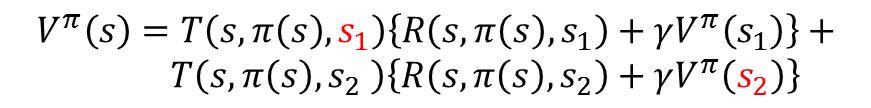 V^π(s) = T(s,π(s),s₁){R(s,π(s),s₁) + γV^π(s₁)} +
T(s,π(s),s₂ ){R(s,π(s),s₂) + γV^π(s₂)}